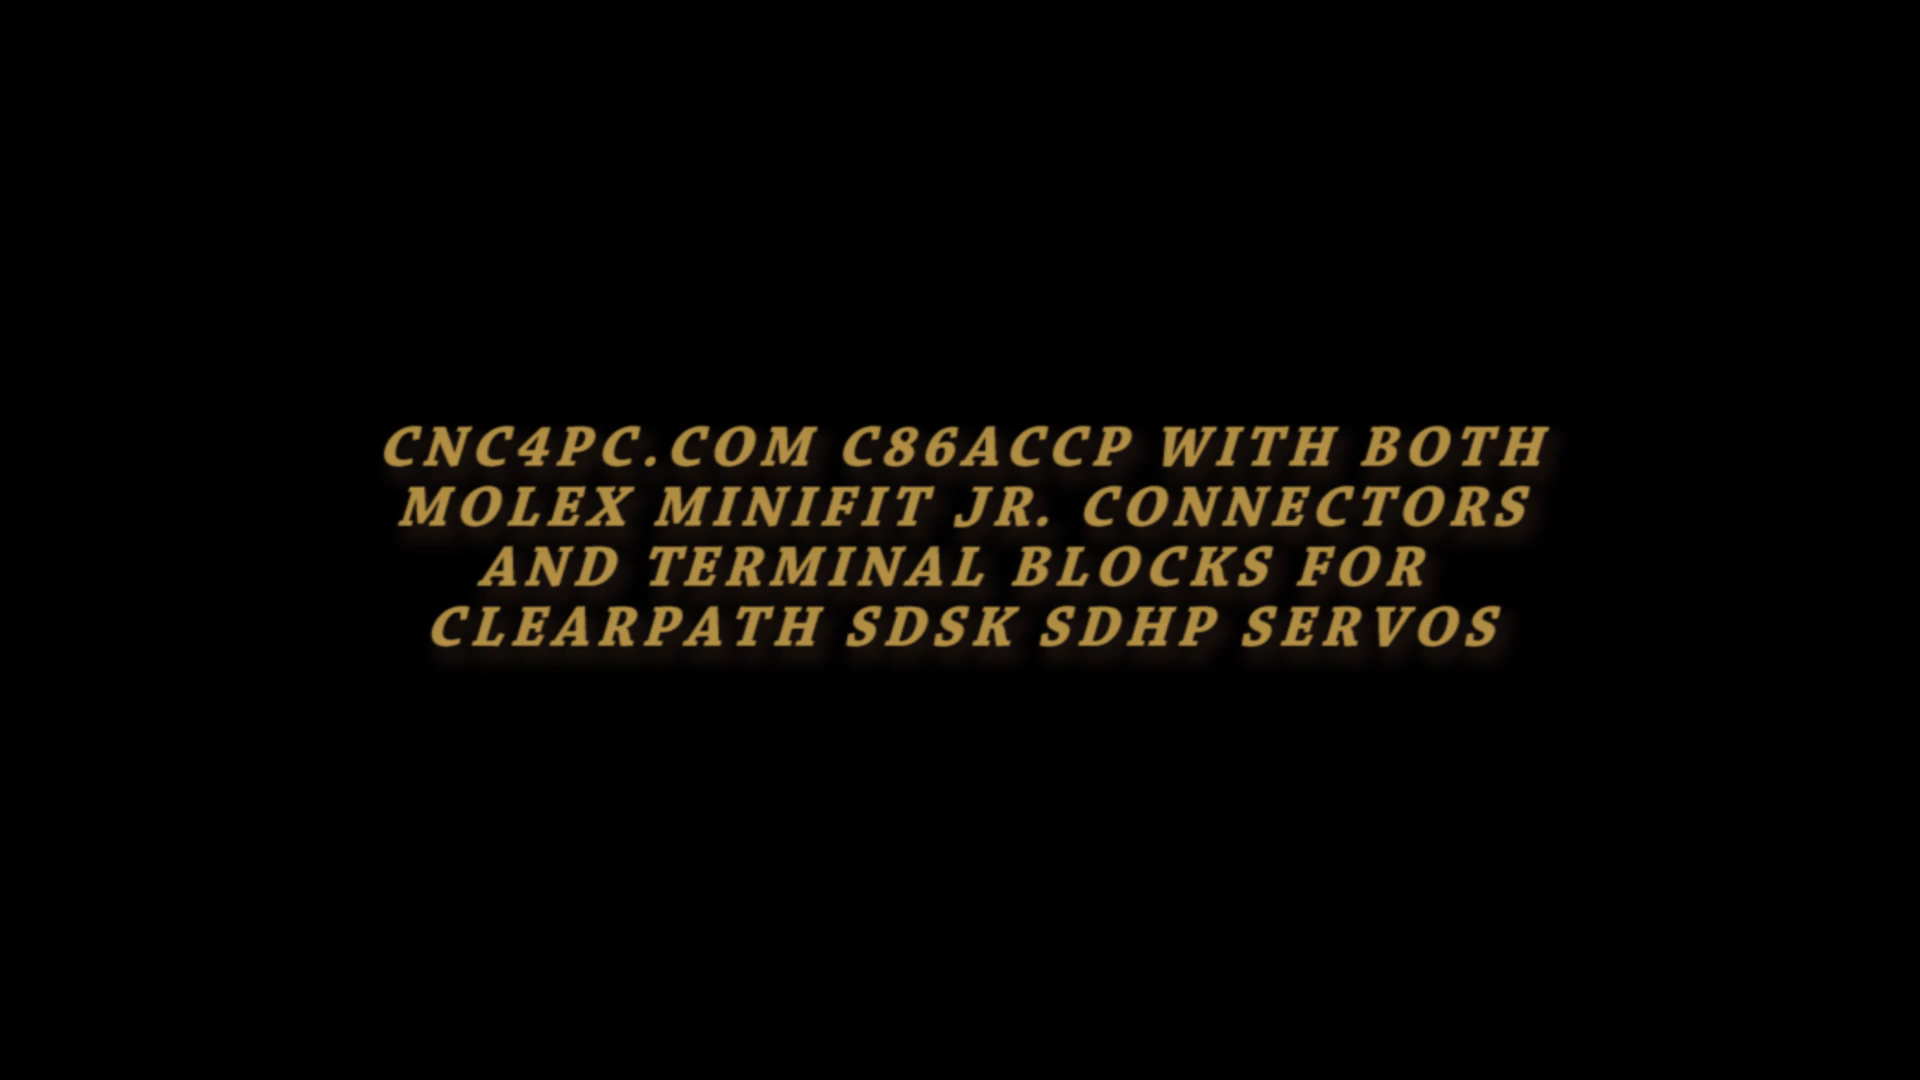 CNC4PC.COM C86ACCP WITH BOTH
MOLEX MINIFIT JR. CONNECTORS
AND TERMINAL BLOCKS FOR
CLEARPATH SDSK SDHP SERVOS